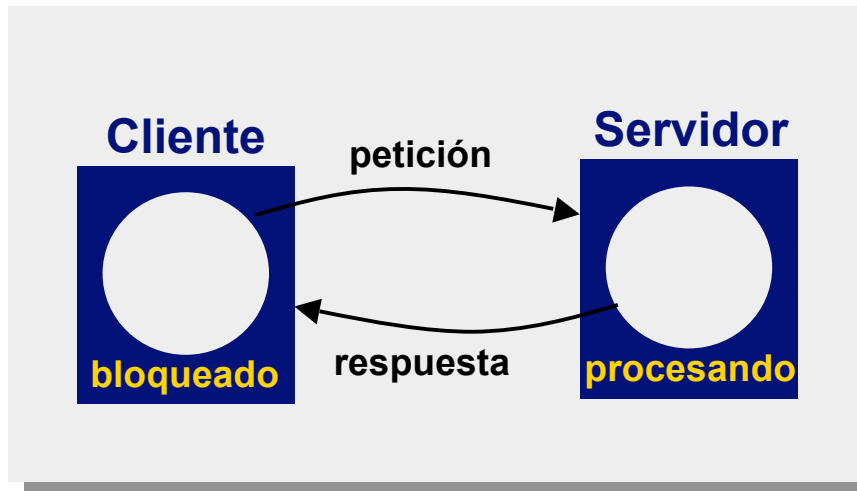 Cliente
Servidor
petición
respuesta
bloqueado
procesando